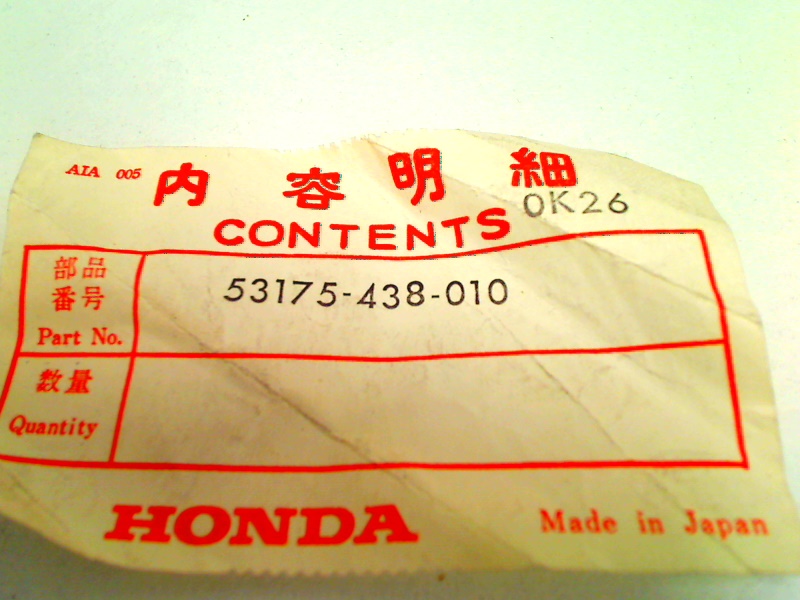 AIA 005 内容明細
CONTENTS 0K26
部品
番号
Part No. 53175-438-010
数量
Quantity
HONDA Made in Japan